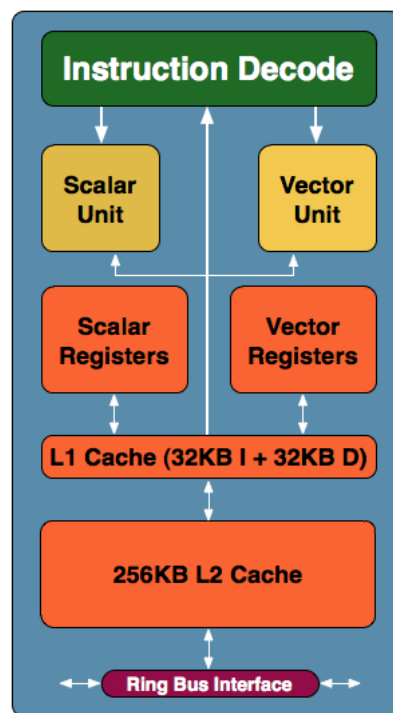 Instruction Decode
Scalar
Unit
Vector
Unit
Scalar
Registers
Vector
Registers
L1 Cache (32KB I + 32KB D)
256KB L2 Cache
Ring Bus Interface